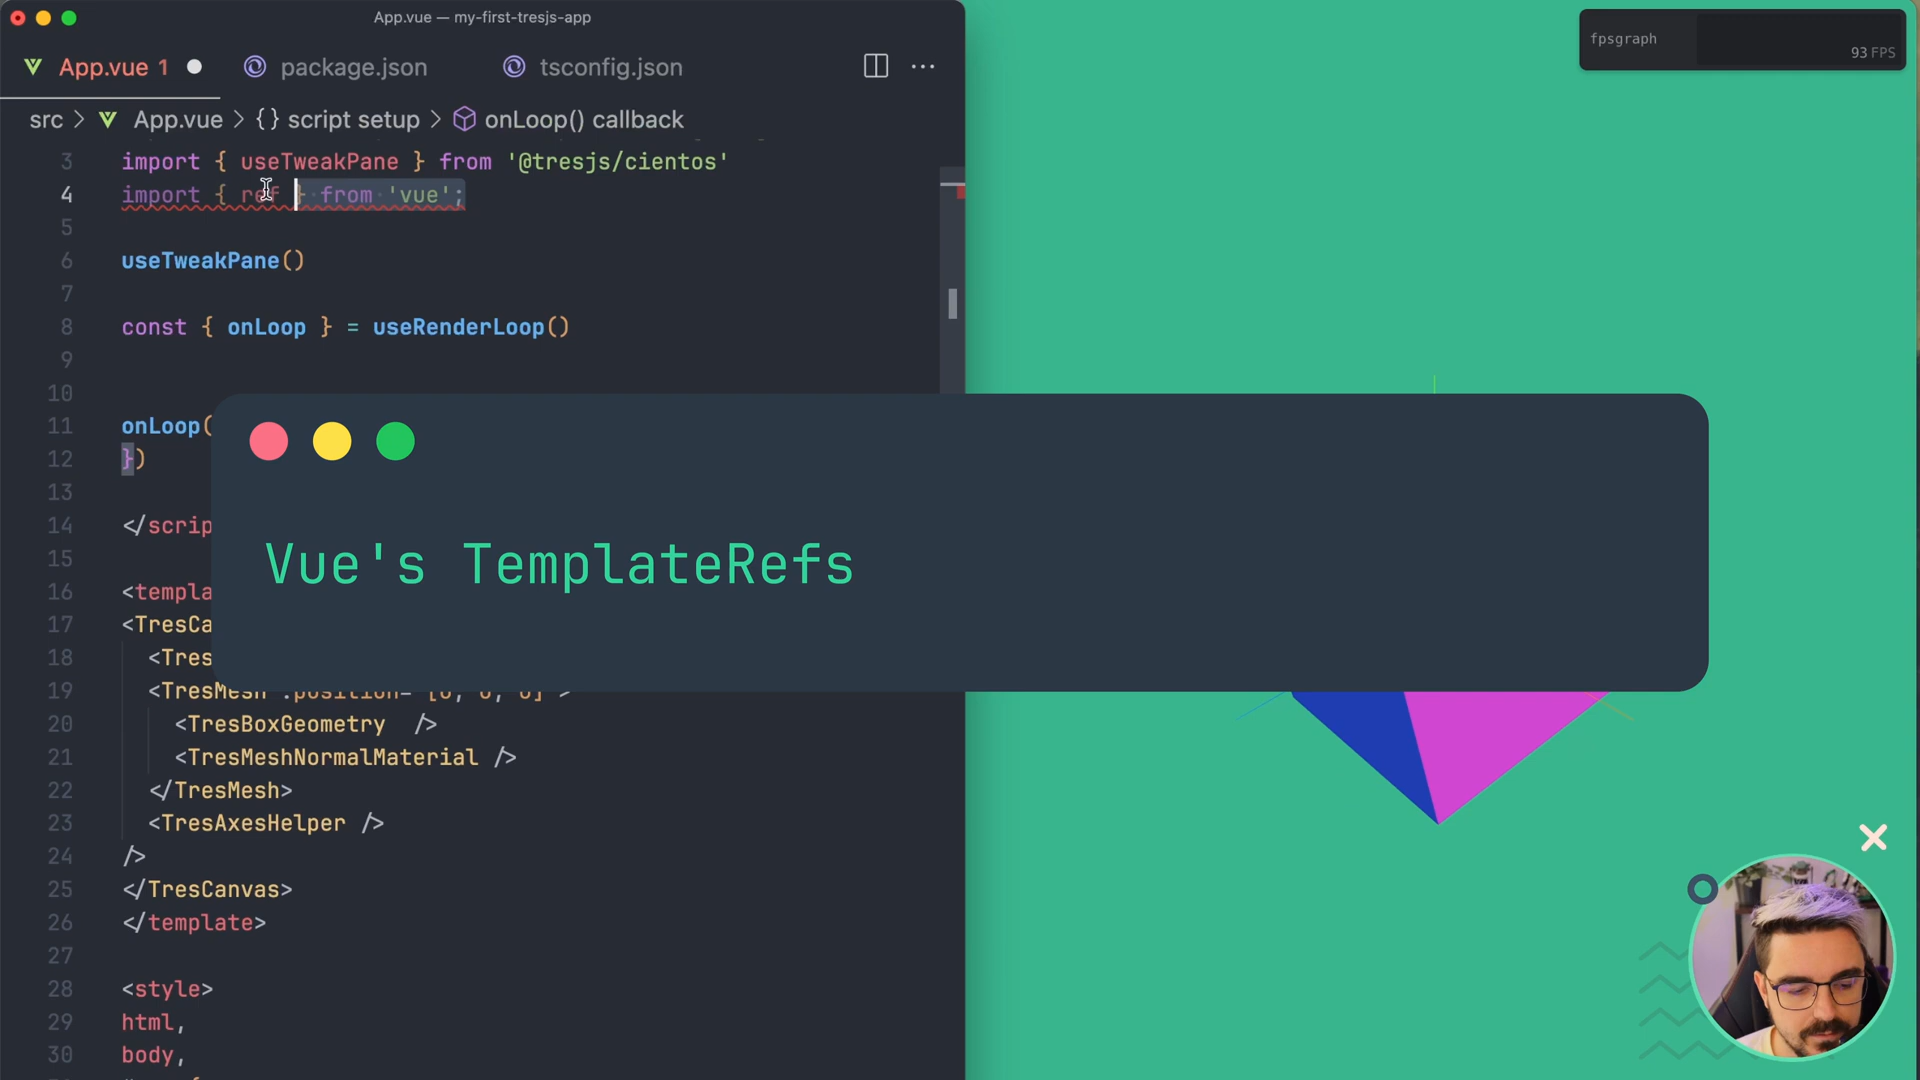 App.vue — my-first-tresjs-app
App.vue 1
package.json
tsconfig.json
src > App.vue > {} script setup > onLoop() callback
3 import { useTweakPane } from '@tresjs/cientos'
4 import { ref } from 'vue';
5
6 useTweakPane()
7
8 const { onLoop } = useRenderLoop()
9
10
11 onLoop(
12 })
13
14 </scrip
15
16 <templa
17 <TresCa
18 <Tres
19 <TresMesh :position=
20 <TresBoxGeometry />
21 <TresMeshNormalMaterial />
22 </TresMesh>
23 <TresAxesHelper />
24 />
25 </TresCanvas>
26 </template>
27
28 <style>
29 html,
30 body,
Vue's TemplateRefs
fpsgraph
93 FPS